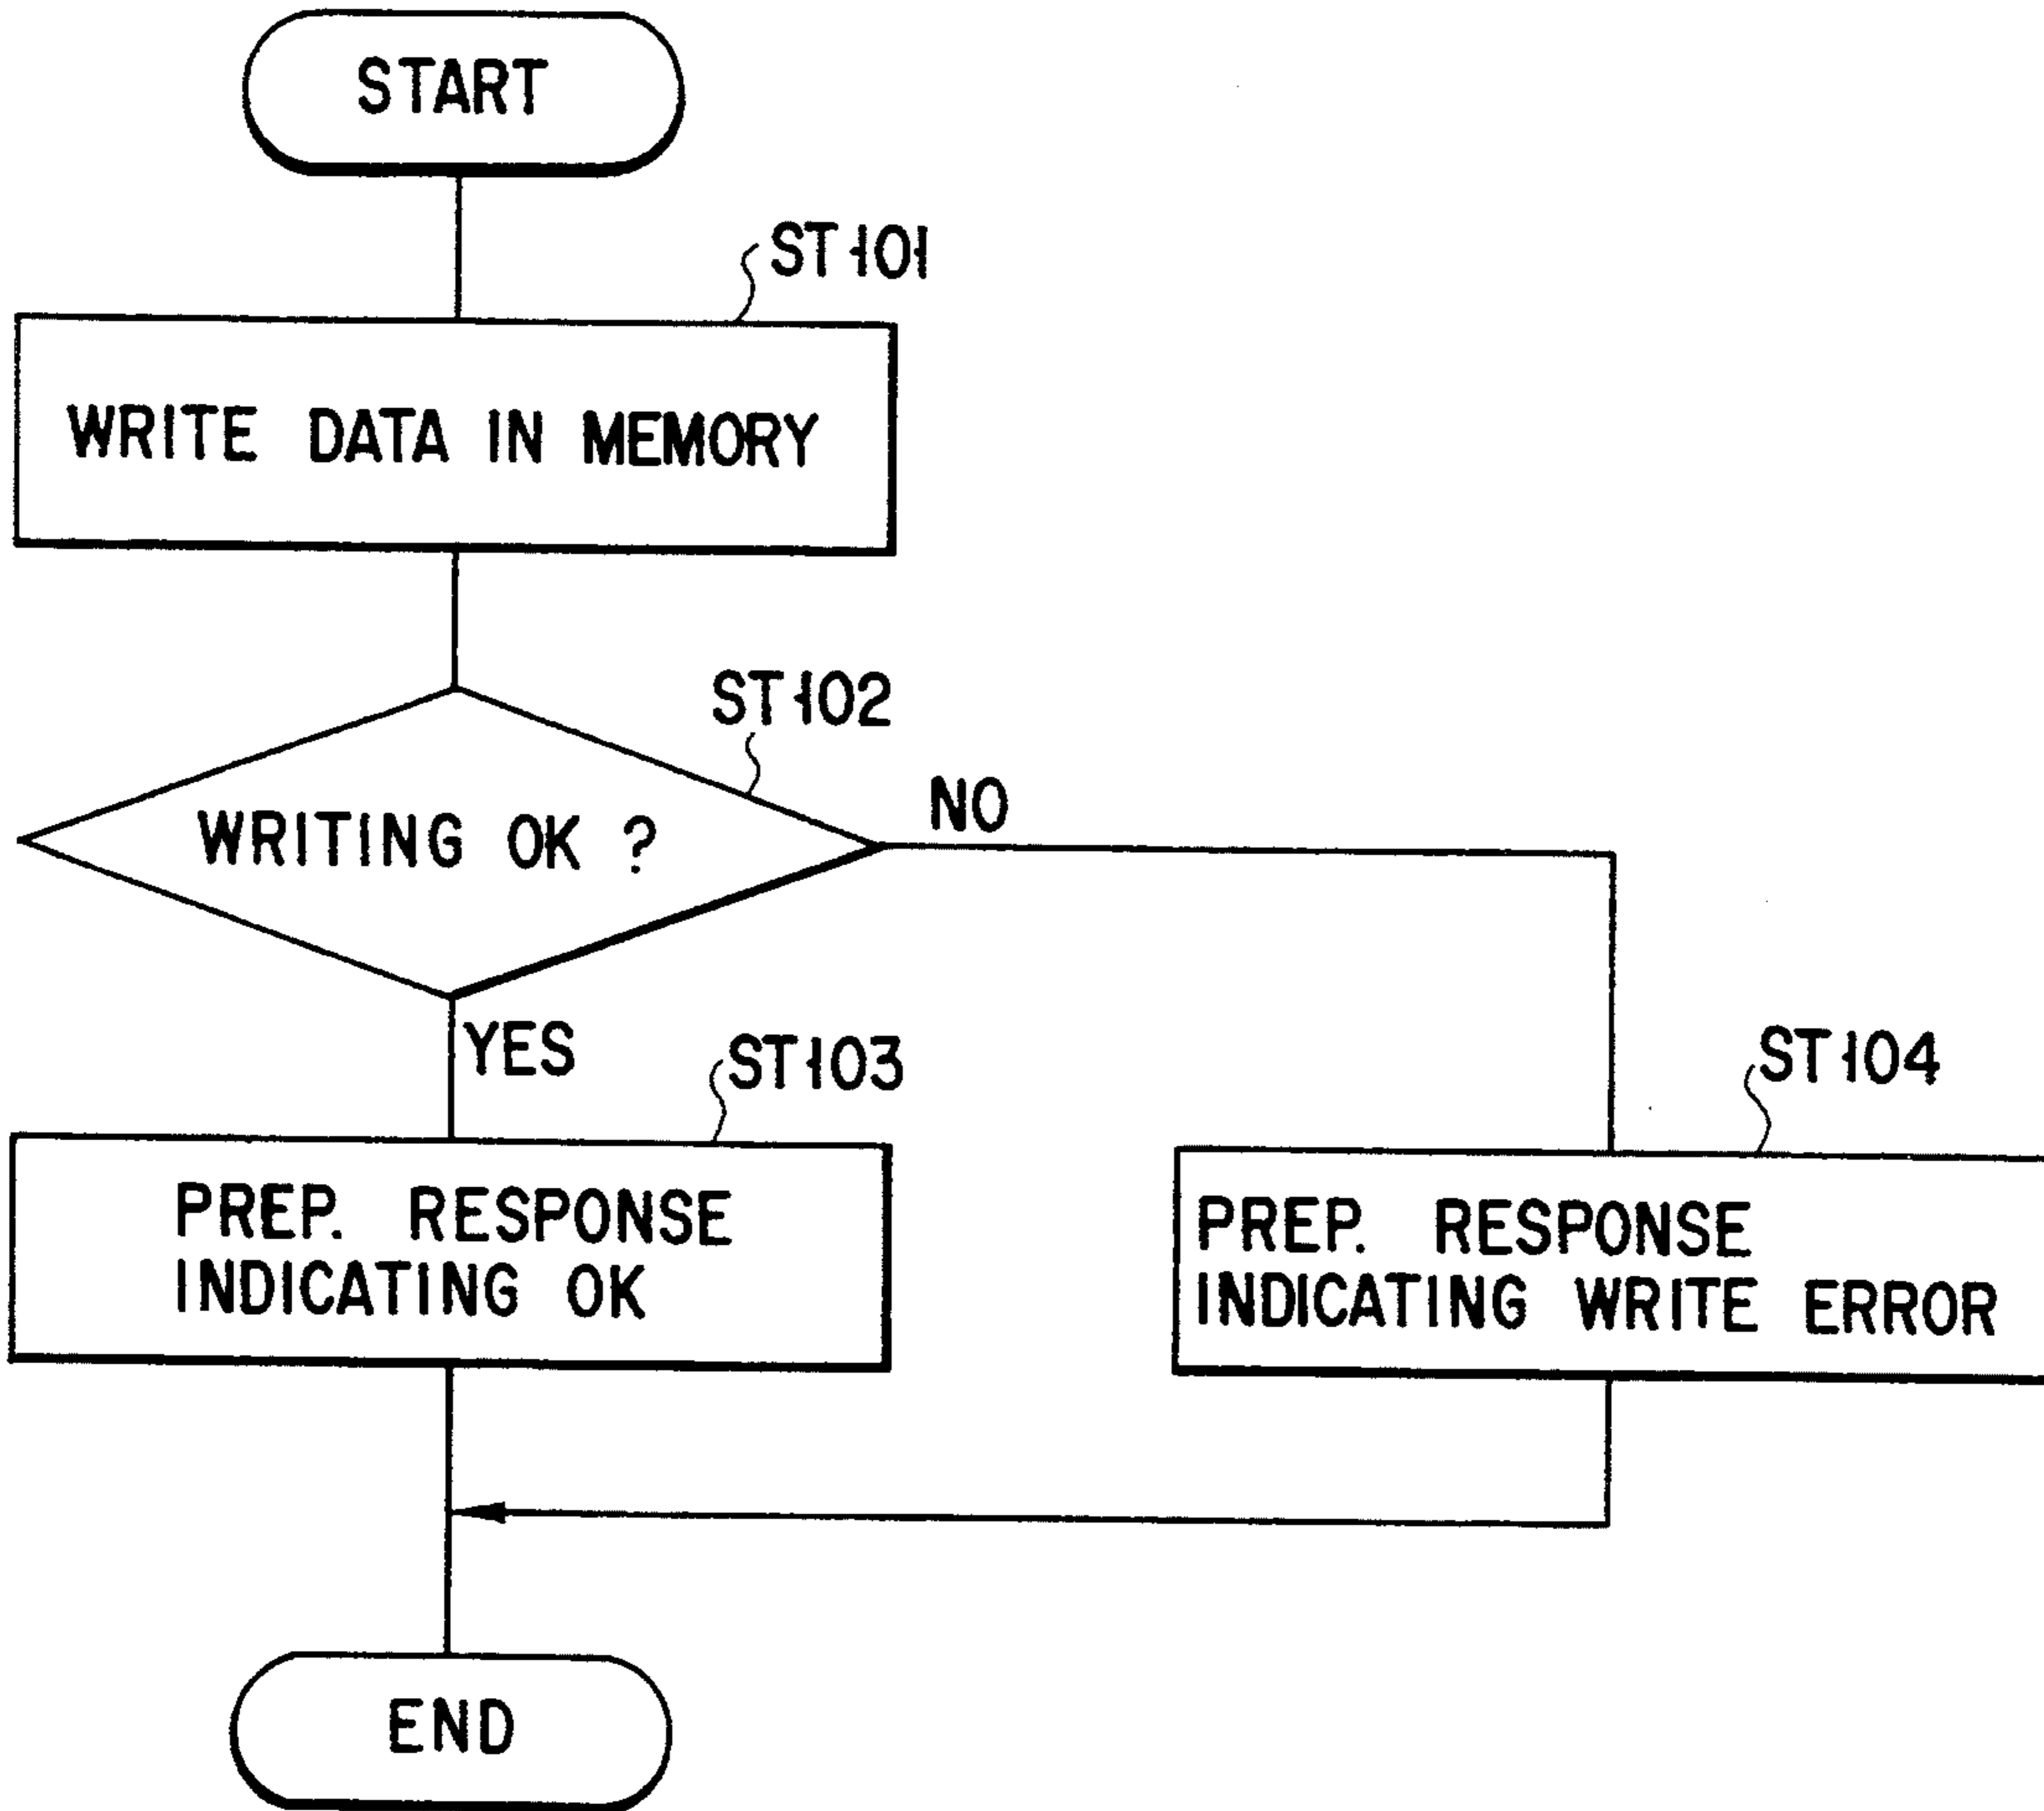 START
ST101
WRITE DATA IN MEMORY
ST102
WRITING OK ?
NO
YES
ST103
PREP. RESPONSE
INDICATING OK
ST104
PREP. RESPONSE
INDICATING WRITE ERROR
END